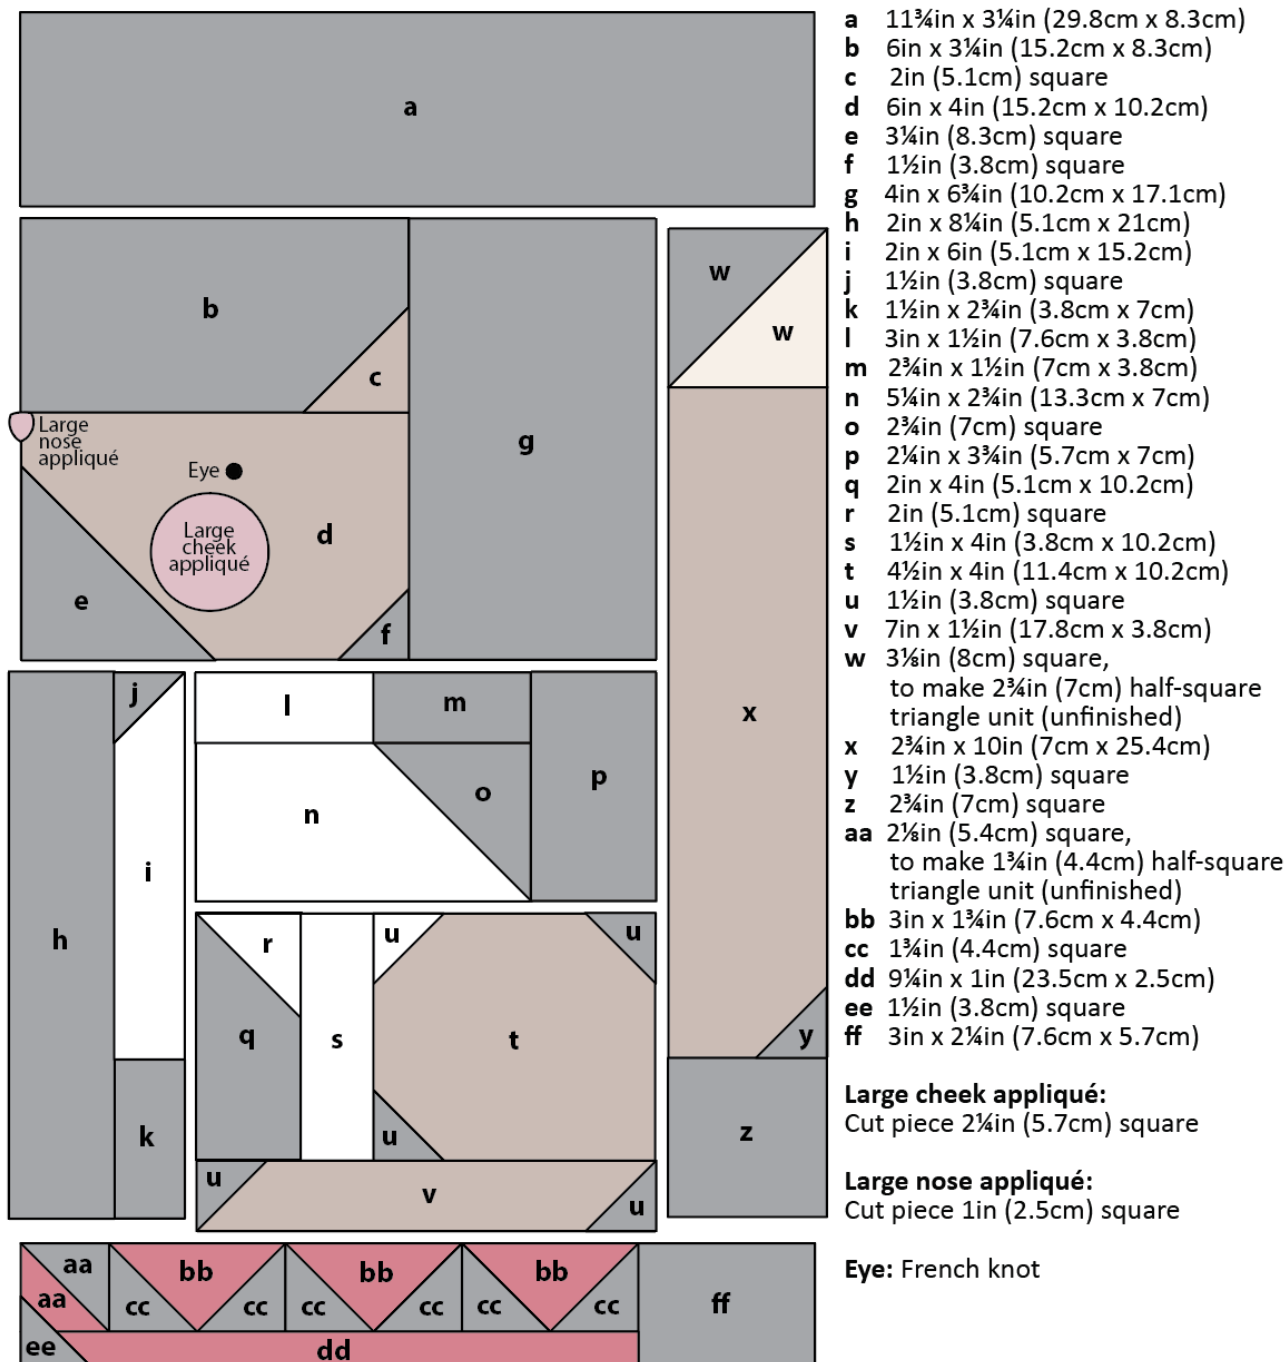 a
b
c
g
w
w
Large
nose
appliqué
Eye
Large
cheek
appliqué
d
e
f
j
l
m
x
n
o
p
i
h
r
u
u
q
s
t
y
k
u
z
u
v
u
aa
bb
bb
bb
aa
cc
cc
cc
cc
cc
cc
ff
ee
dd
a 11¾in x 3¼in (29.8cm x 8.3cm)
b 6in x 3¼in (15.2cm x 8.3cm)
c 2in (5.1cm) square
d 6in x 4in (15.2cm x 10.2cm)
e 3¼in (8.3cm) square
f 1½in (3.8cm) square
g 4in x 6¾in (10.2cm x 17.1cm)
h 2in x 8¼in (5.1cm x 21cm)
i 2in x 6in (5.1cm x 15.2cm)
j 1½in (3.8cm) square
k 1½in x 2¾in (3.8cm x 7cm)
l 3in x 1½in (7.6cm x 3.8cm)
m 2¾in x 1½in (7cm x 3.8cm)
n 5¼in x 2¾in (13.3cm x 7cm)
o 2¾in (7cm) square
p 2¼in x 3¾in (5.7cm x 7cm)
q 2in x 4in (5.1cm x 10.2cm)
r 2in (5.1cm) square
s 1½in x 4in (3.8cm x 10.2cm)
t 4½in x 4in (11.4cm x 10.2cm)
u 1½in (3.8cm) square
v 7in x 1½in (17.8cm x 3.8cm)
w 3⅛in (8cm) square,
to make 2¾in (7cm) half-square
triangle unit (unfinished)
x 2¾in x 10in (7cm x 25.4cm)
y 1½in (3.8cm) square
z 2¾in (7cm) square
aa 2⅛in (5.4cm) square,
to make 1¾in (4.4cm) half-square
triangle unit (unfinished)
bb 3in x 1¾in (7.6cm x 4.4cm)
cc 1¾in (4.4cm) square
dd 9¼in x 1in (23.5cm x 2.5cm)
ee 1½in (3.8cm) square
ff 3in x 2¼in (7.6cm x 5.7cm)
Large cheek appliqué:
Cut piece 2¼in (5.7cm) square
Large nose appliqué:
Cut piece 1in (2.5cm) square
Eye: French knot